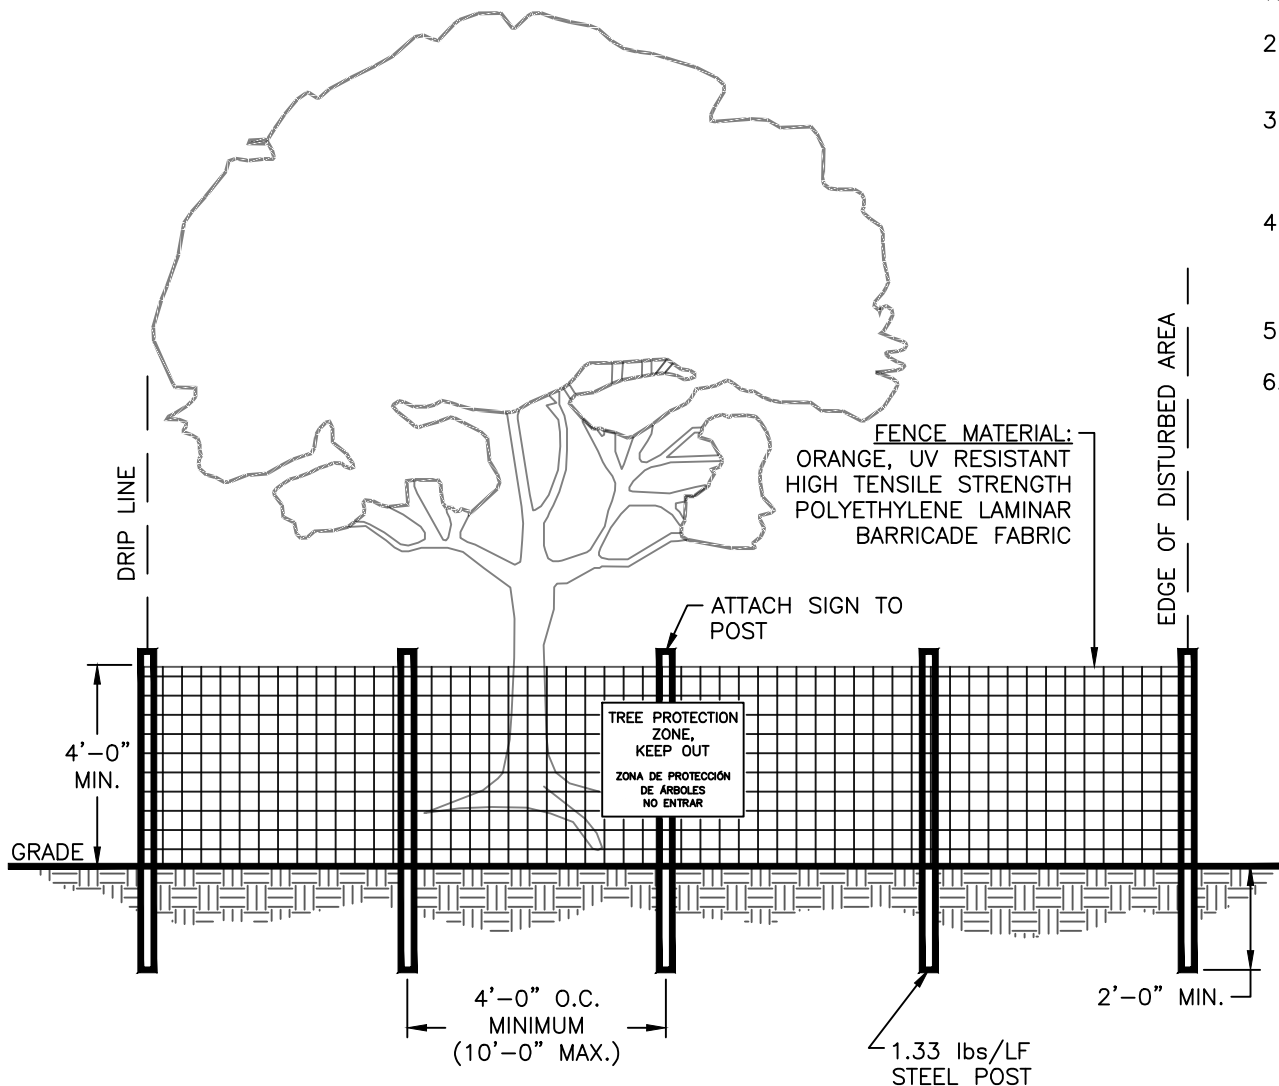 2
3
4
5
6.
DRIP LINE
EDGE OF DISTURBED AREA
FENCE MATERIAL:
ORANGE, UV RESISTANT
HIGH TENSILE STRENGTH
POLYETHYLENE LAMINAR
BARRICADE FABRIC
ATTACH SIGN TO
POST
4'-0"
MIN.
TREE PROTECTION
ZONE,
KEEP OUT
ZONA DE PROTECCIÓN
DE ÁRBOLES
NO ENTRAR
GRADE
4'-0" O.C.
MINIMUM
(10'-0" MAX.)
2'-0" MIN.
1.33 lbs/LF
STEEL POST